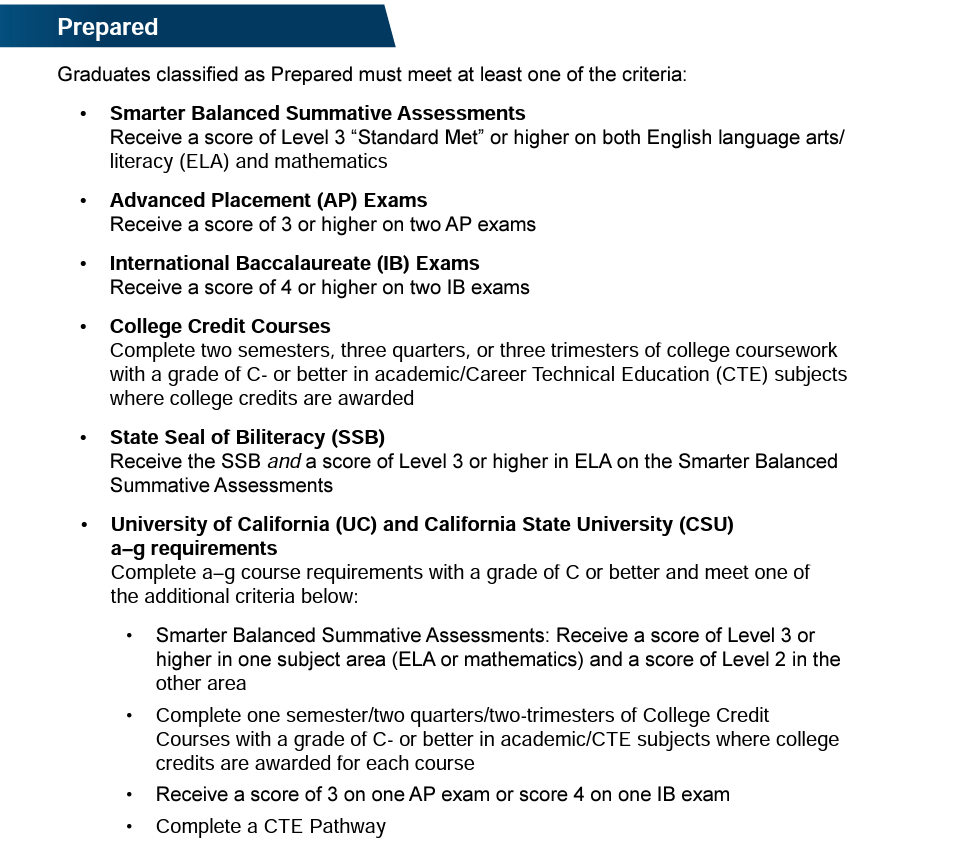 Prepared
Graduates classified as Prepared must meet at least one of the criteria:
• Smarter Balanced Summative Assessments
Receive a score of Level 3 “Standard Met” or higher on both English language arts/
literacy (ELA) and mathematics
• Advanced Placement (AP) Exams
Receive a score of 3 or higher on two AP exams
• International Baccalaureate (IB) Exams
Receive a score of 4 or higher on two IB exams
• College Credit Courses
Complete two semesters, three quarters, or three trimesters of college coursework
with a grade of C- or better in academic/Career Technical Education (CTE) subjects
where college credits are awarded
• State Seal of Biliteracy (SSB)
Receive the SSB and a score of Level 3 or higher in ELA on the Smarter Balanced
Summative Assessments
• University of California (UC) and California State University (CSU)
a–g requirements
Complete a–g course requirements with a grade of C or better and meet one of
the additional criteria below:
• Smarter Balanced Summative Assessments: Receive a score of Level 3 or
higher in one subject area (ELA or mathematics) and a score of Level 2 in the
other area
• Complete one semester/two quarters/two-trimesters of College Credit
Courses with a grade of C- or better in academic/CTE subjects where college
credits are awarded for each course
• Receive a score of 3 on one AP exam or score 4 on one IB exam
• Complete a CTE Pathway